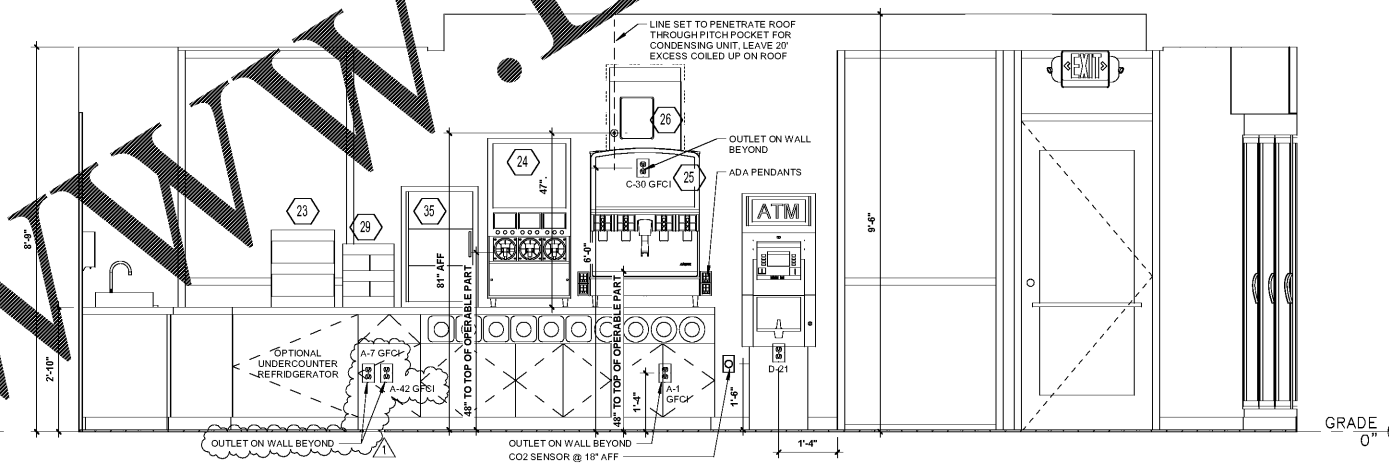 LINE SET TO PENETRATE ROOF
THROUGH PITCH POCKET FOR
CONDENSING UNIT, LEAVE 20'
EXCESS COILED UP ON ROOF
EXIT
26
OUTLET ON WALL
BEYOND
24
C-30 GFCI
25
ADA PENDANTS
47"
23
35
29
ATM
8'-9"
81" AFF
6'-0"
9'-6"
48" TO TOP OF OPERABLE PART
48" TO TOP OF OPERABLE PART
2'-10"
OPTIONAL
UNDERCOUNTER
REFRIDGERATOR
A-7 GFCI
A-42 GFCI
A-1
GFCI
D-21
1'-4"
1'-6"
GRADE
0"
OUTLET ON WALL BEYOND
1
OUTLET ON WALL BEYOND
CO2 SENSOR @ 18" AFF
1'-4"
WWW.